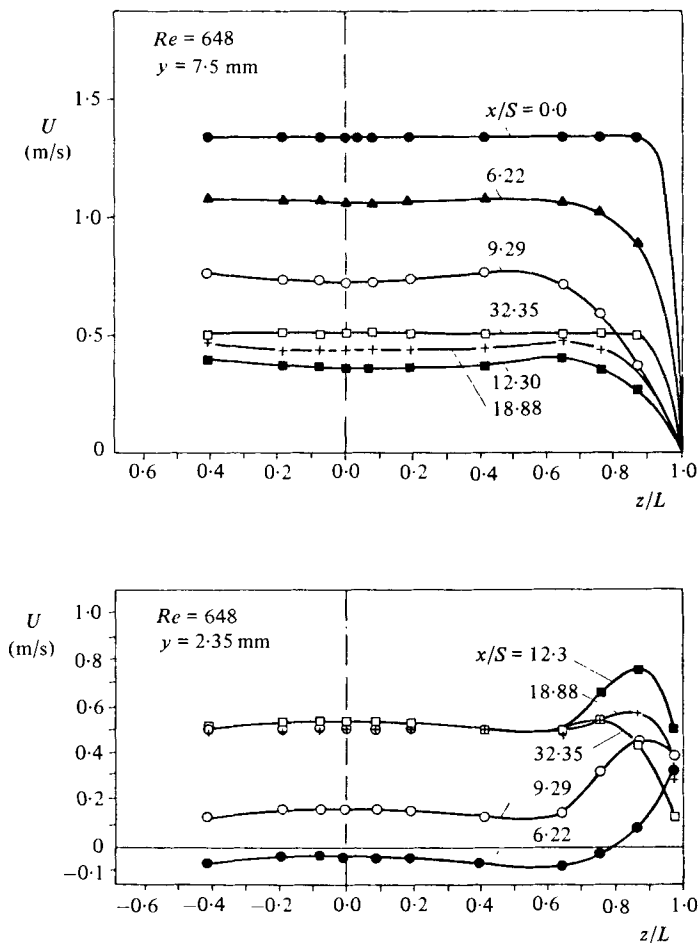 Re = 648
y = 7·5 mm
1·5
x/S = 0·0
U
(m/s)
6·22
1·0
9·29
32·35
0·5
12·30
18·88
0
0·6 0·4 0·2 0·0 0·2 0·4 0·6 0·8 1·0
z/L
U
(m/s)
1·0
Re = 648
y = 2·35 mm
0·8
x/S = 12·3
18·88
0·6
32·35
0·4
9·29
0·2
6·22
0
−0·1
−0·6 −0·4 −0·2 0·0 0·2 0·4 0·6 0·8 1·0
z/L